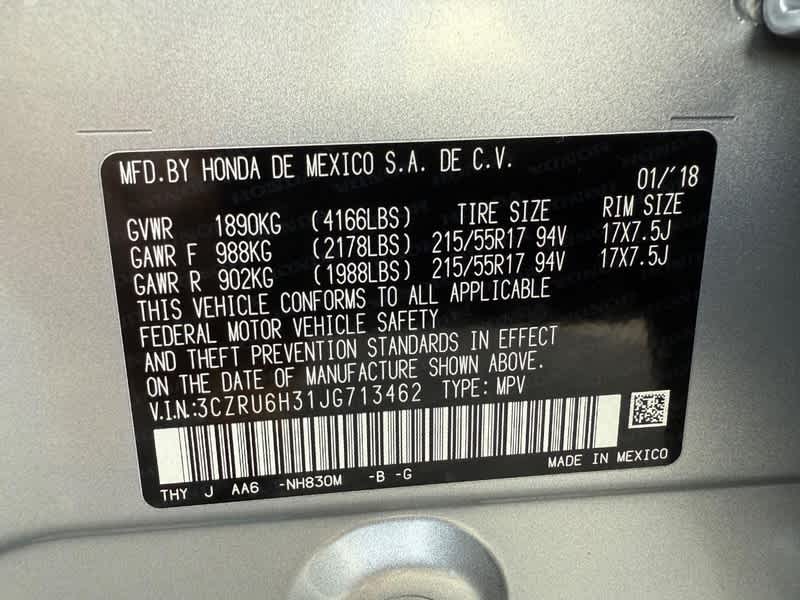 MFD.BY HONDA DE MEXICO S.A. DE C.V.
01/'18
GVWR 1890KG (4166LBS) TIRE SIZE RIM SIZE
GAWR F 988KG (2178LBS) 215/55R17 94V 17X7.5J
GAWR R 902KG (1988LBS) 215/55R17 94V 17X7.5J
THIS VEHICLE CONFORMS TO ALL APPLICABLE
FEDERAL MOTOR VEHICLE SAFETY
AND THEFT PREVENTION STANDARDS IN EFFECT
ON THE DATE OF MANUFACTURE SHOWN ABOVE.
V.I.N:3CZRU6H31JG713462 TYPE: MPV
MADE IN MEXICO
THY J AA6 -NH830M -B -G